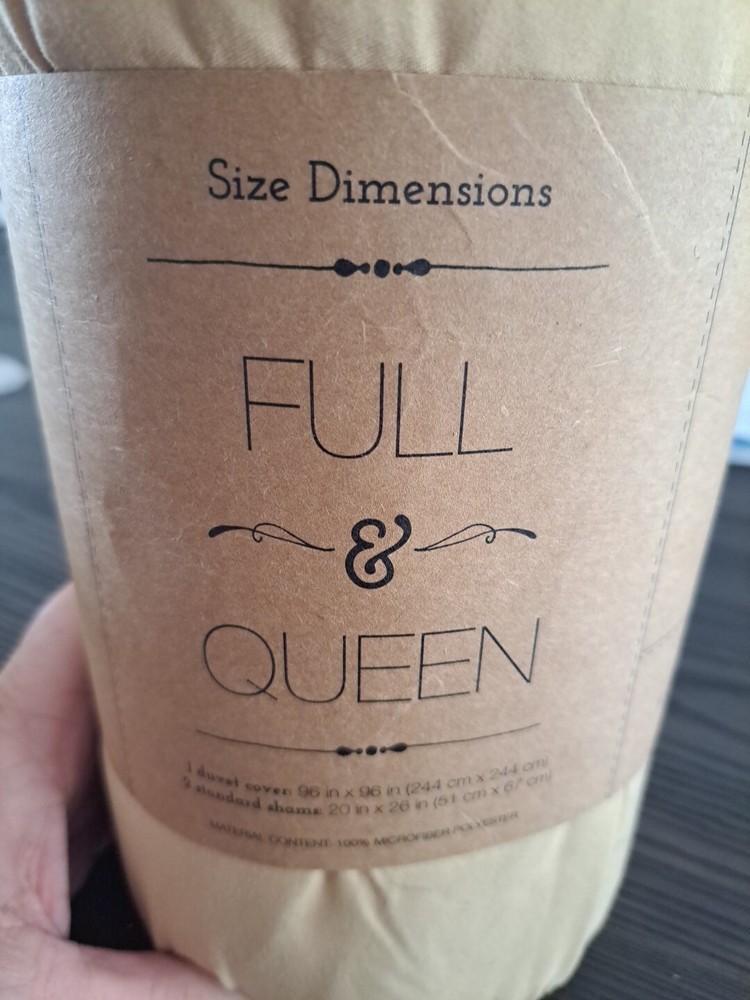 Size Dimensions
FULL
&
QUEEN
1 duvet cover: 96 in x 96 in (244 cm x 244 cm)
2 standard shams: 20 in x 26 in (51 cm x 67 cm)
MATERIAL CONTENT: 100% MICROFIBER POLYESTER